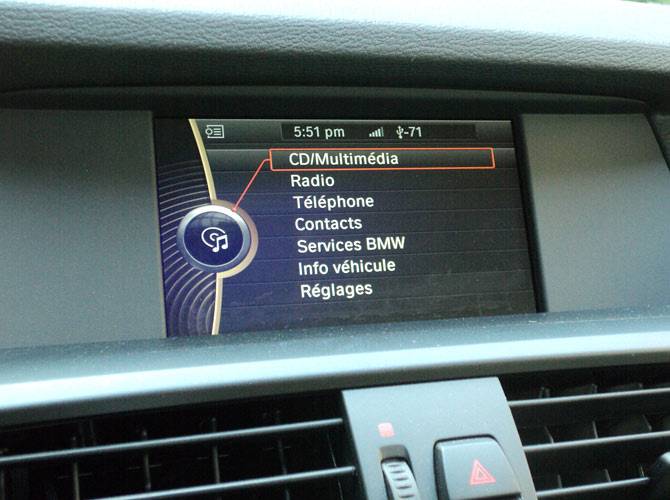 5:51 pm -71
CD/Multimédia
Radio
Téléphone
Contacts
Services BMW
Info véhicule
Réglages